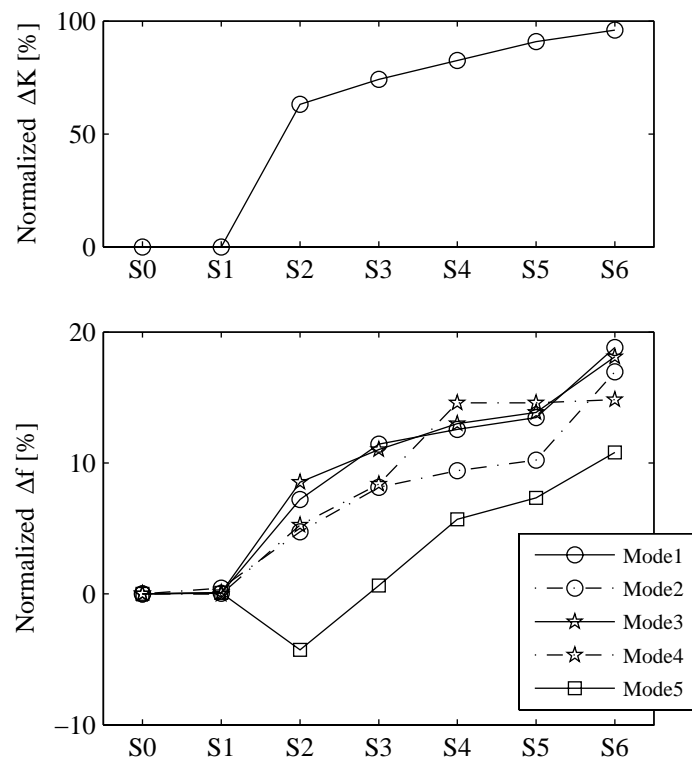 Normalized ΔK [%]
100
50
0
S0 S1 S2 S3 S4 S5 S6
Normalized Δf [%]
20
10
0
−10
Mode1
Mode2
Mode3
Mode4
Mode5
S0 S1 S2 S3 S4 S5 S6